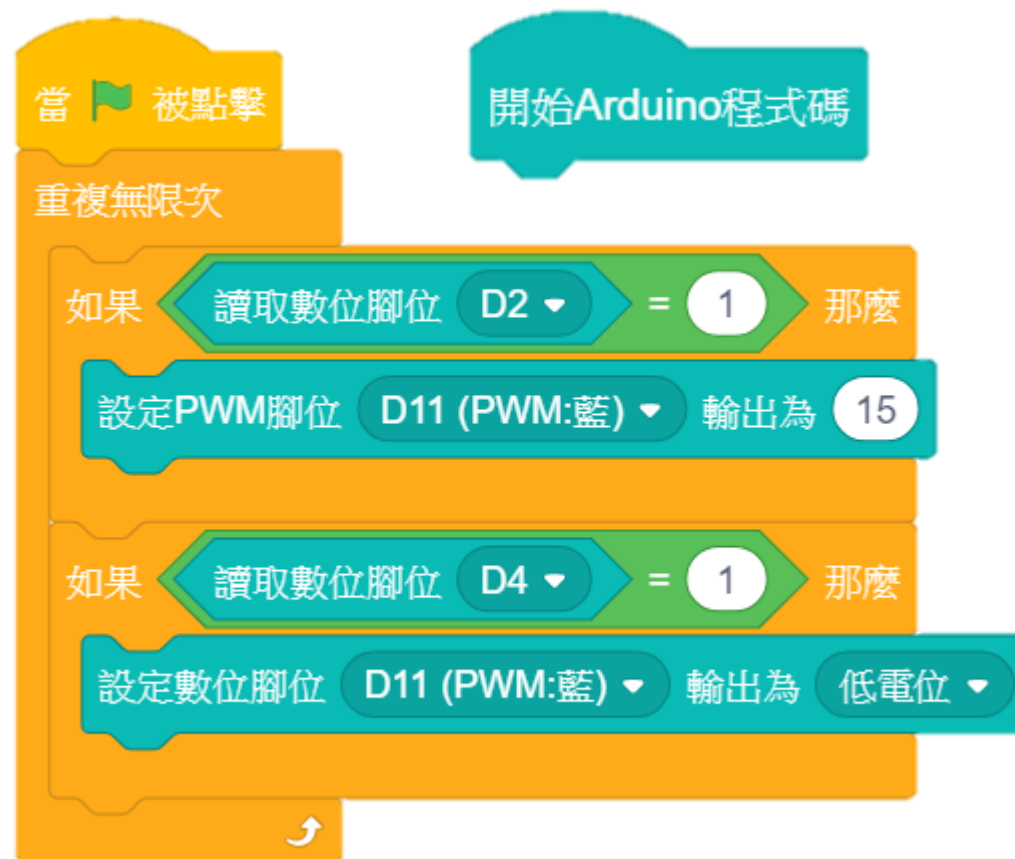 當 被點擊
開始Arduino程式碼
重複無限次
如果 讀取數位腳位 D2 = 1 那麼
設定PWM腳位 D11 (PWM:藍) 輸出為 15
如果 讀取數位腳位 D4 = 1 那麼
設定數位腳位 D11 (PWM:藍) 輸出為 低電位